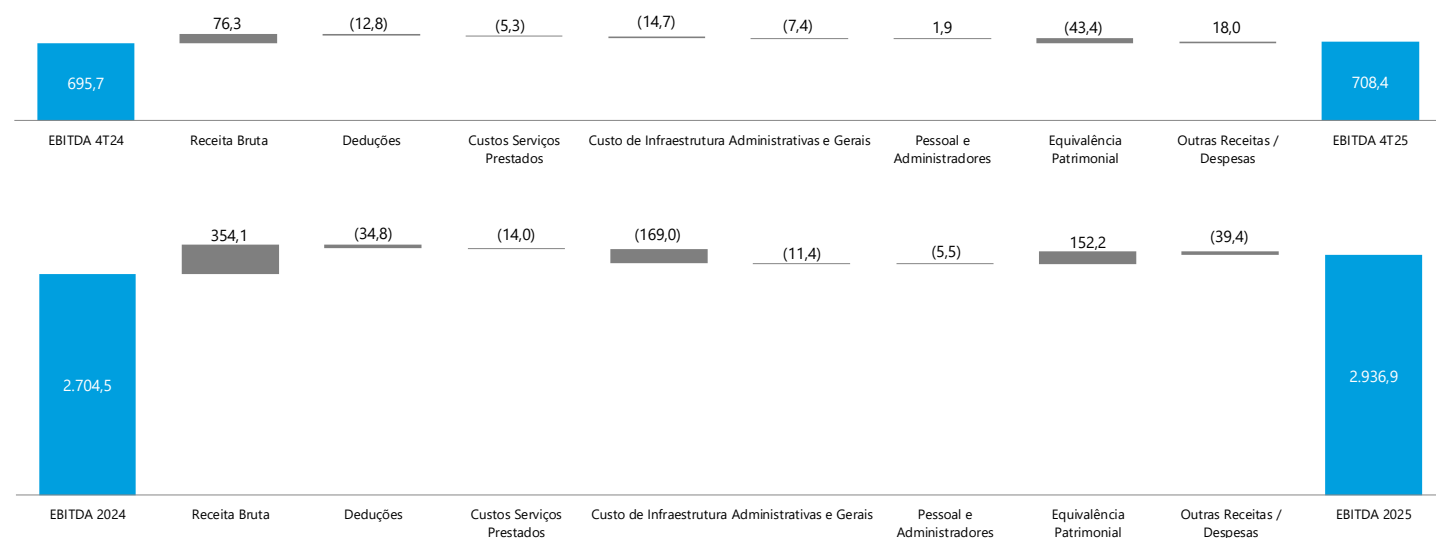 76,3 (12,8) (5,3) (14,7) (7,4) 1,9 (43,4) 18,0
695,7 708,4
EBITDA 4T24 Receita Bruta Deduções Custos Serviços Custo de Infraestrutura Administrativas e Gerais Pessoal e Equivalência Outras Receitas / EBITDA 4T25
Prestados Administradores Patrimonial Despesas
354,1 (34,8) (14,0) (169,0) (11,4) (5,5) 152,2 (39,4)
2.704,5 2.936,9
EBITDA 2024 Receita Bruta Deduções Custos Serviços Custo de Infraestrutura Administrativas e Gerais Pessoal e Equivalência Outras Receitas / EBITDA 2025
Prestados Administradores Patrimonial Despesas